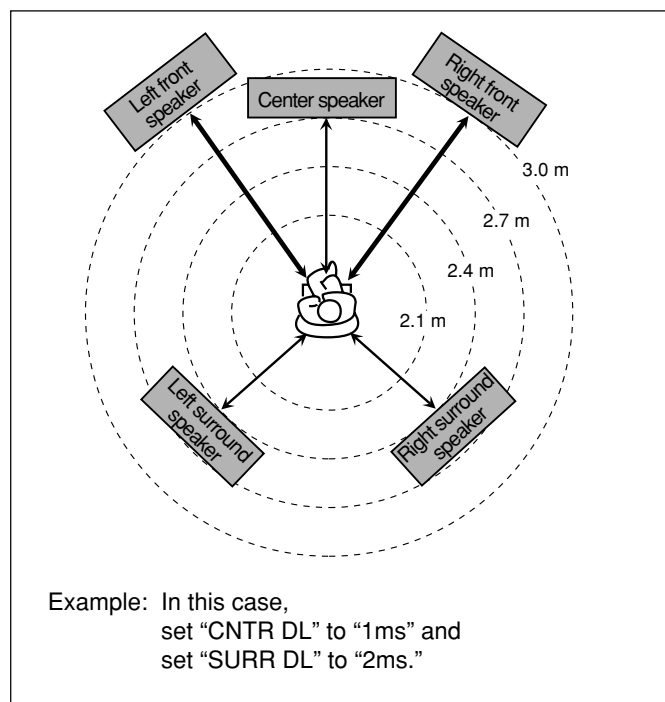 Left front
speaker
Center speaker
Right front
speaker
3.0 m
2.7 m
2.4 m
2.1 m
Left surround
speaker
Right surround
speaker
Example: In this case,
set “CNTR DL” to “1ms” and
set “SURR DL” to “2ms.”